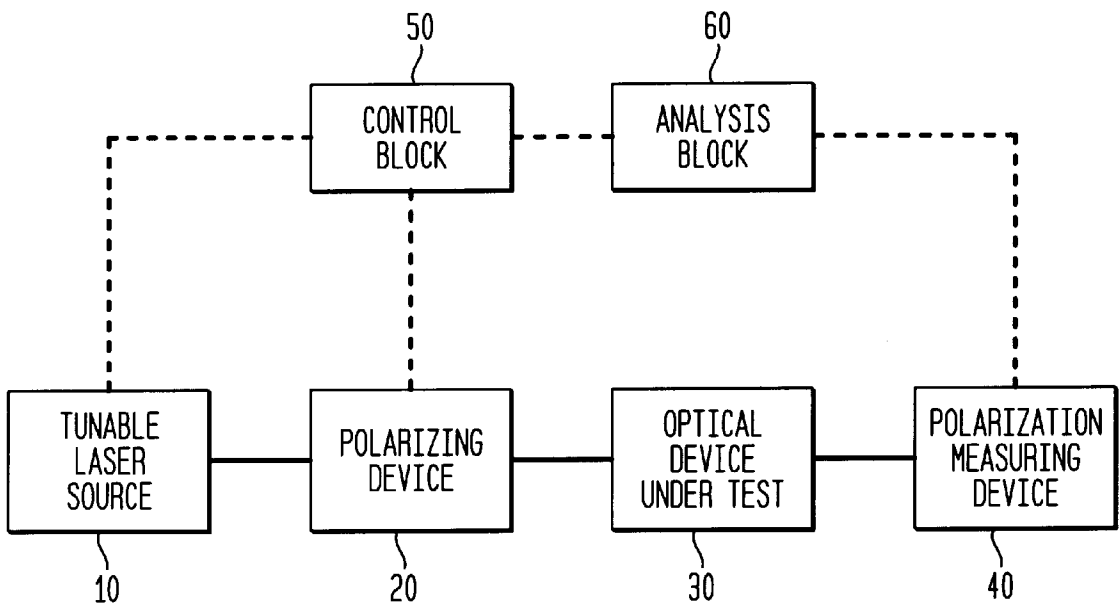 50
60
CONTROL
BLOCK
ANALYSIS
BLOCK
TUNABLE
LASER
SOURCE
POLARIZING
DEVICE
OPTICAL
DEVICE
UNDER TEST
POLARIZATION
MEASURING
DEVICE
10
20
30
40